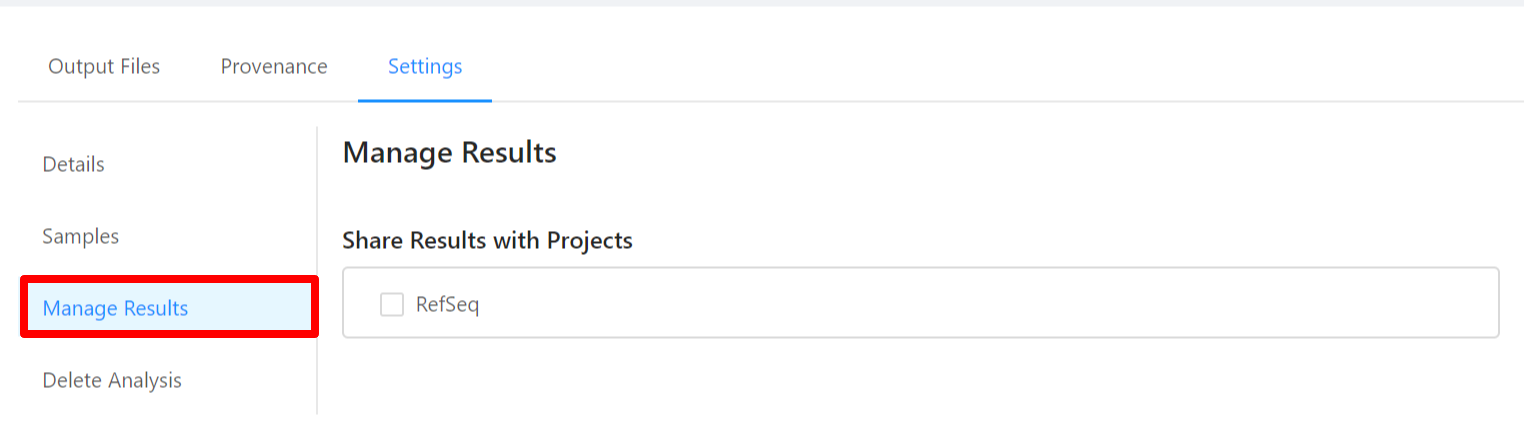 Output Files Provenance Settings
Details
Samples
Manage Results
Delete Analysis
Manage Results
Share Results with Projects
RefSeq